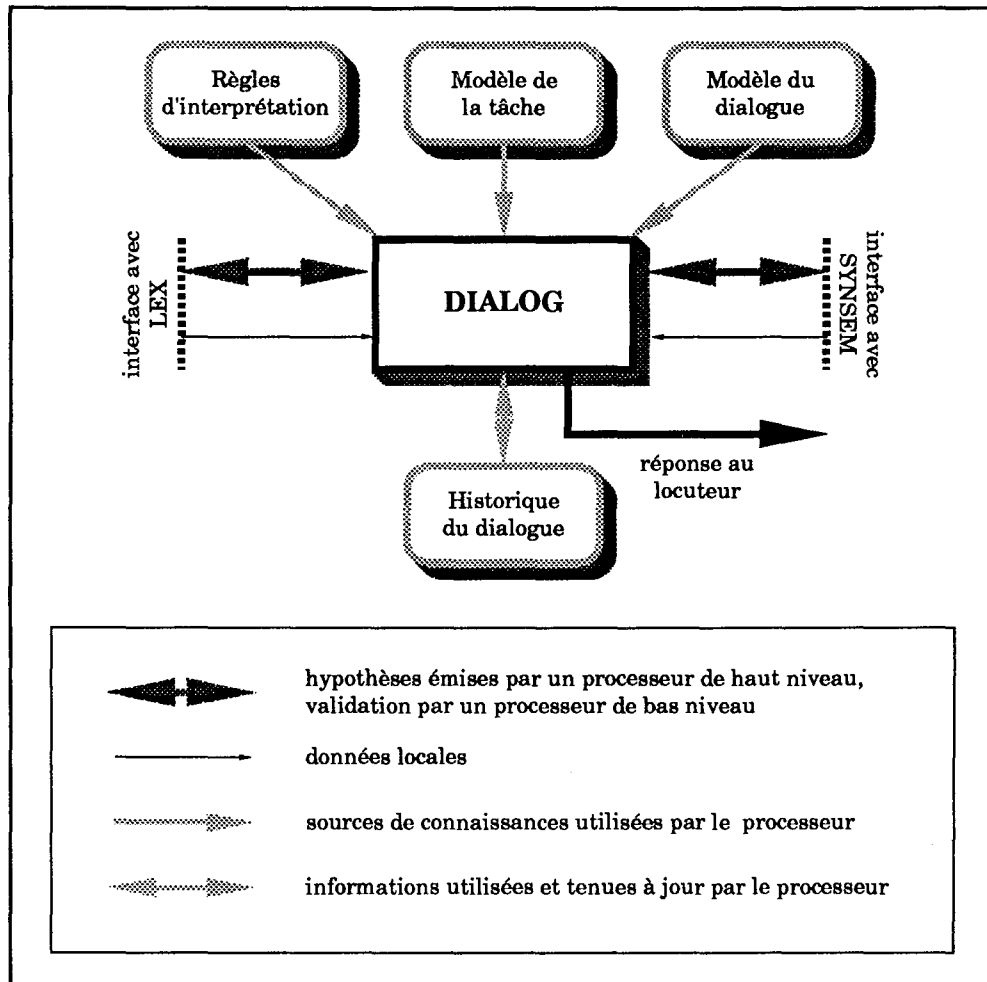 Règles
d'interprétation
Modèle de
la tâche
Modèle du
dialogue
interface avec
LEX
DIALOG
interface avec
SYNSEM
réponse au
locuteur
Historique
du dialogue
hypothèses émises par un processeur de haut niveau,
validation par un processeur de bas niveau
données locales
sources de connaissances utilisées par le processeur
informations utilisées et tenues à jour par le processeur